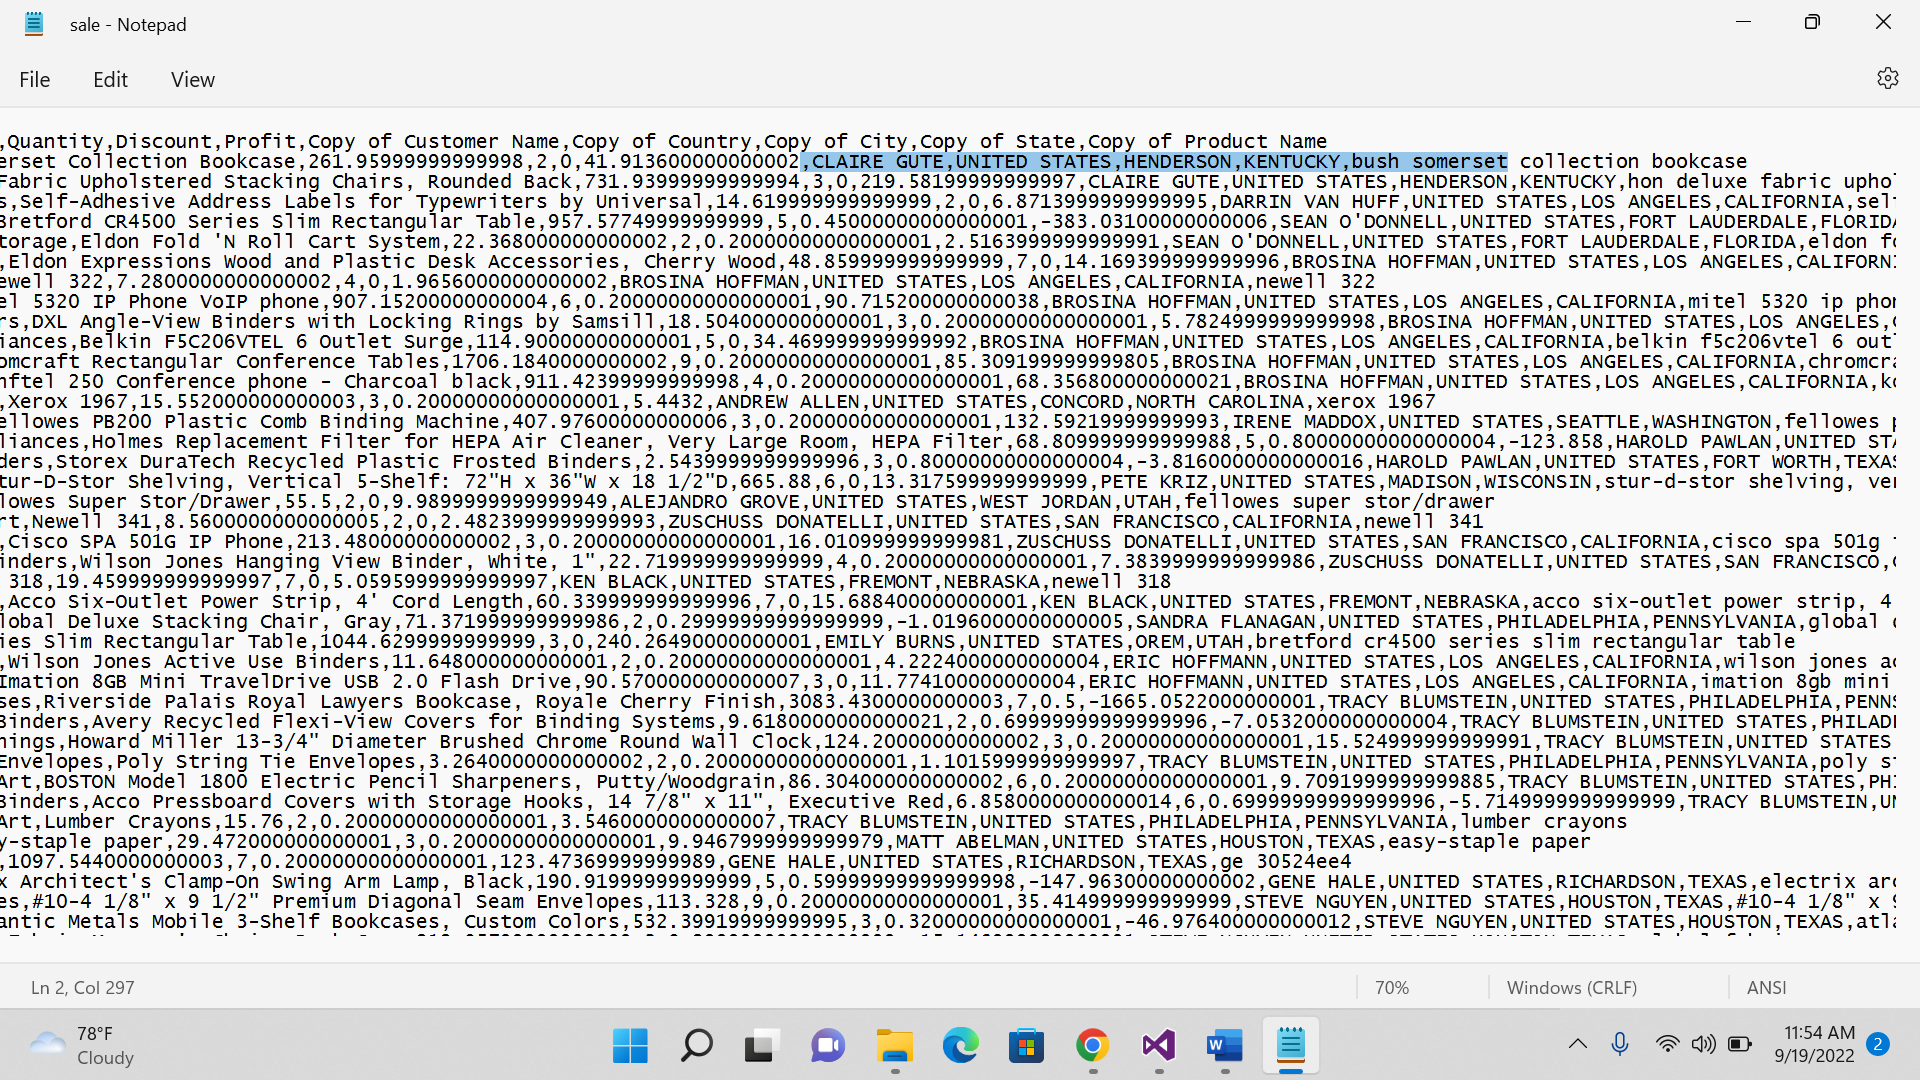 sale - Notepad
File Edit View
,Quantity,Discount,Profit,Copy of Customer Name,Copy of Country,Copy of City,Copy of State,Copy of Product Name
erset Collection Bookcase,261.95999999999998,2,0,41.913600000000002,CLAIRE GUTE,UNITED STATES,HENDERSON,KENTUCKY,bush somerset collection bookcase
Fabric Upholstered Stacking Chairs, Rounded Back,731.93999999999994,3,0,219.58199999999997,CLAIRE GUTE,UNITED STATES,HENDERSON,KENTUCKY,hon deluxe fabric uphol
s,Self-Adhesive Address Labels for Typewriters by Universal,14.619999999999999,2,0,6.8713999999999995,DARRIN VAN HUFF,UNITED STATES,LOS ANGELES,CALIFORNIA,self
Bretford CR4500 Series Slim Rectangular Table,957.57749999999999,5,0.45000000000000001,-383.03100000000006,SEAN O'DONNELL,UNITED STATES,FORT LAUDERDALE,FLORIDA
torage,Eldon Fold 'N Roll Cart System,22.368000000000002,2,0.20000000000000001,2.5163999999999991,SEAN O'DONNELL,UNITED STATES,FORT LAUDERDALE,FLORIDA,eldon fo
,Eldon Expressions Wood and Plastic Desk Accessories, Cherry Wood,48.859999999999999,7,0,14.169399999999996,BROSINA HOFFMAN,UNITED STATES,LOS ANGELES,CALIFORNI
ewell 322,7.2800000000000002,4,0,1.9656000000000002,BROSINA HOFFMAN,UNITED STATES,LOS ANGELES,CALIFORNIA,newell 322
el 5320 IP Phone VoIP phone,907.15200000000004,6,0.20000000000000001,90.715200000000038,BROSINA HOFFMAN,UNITED STATES,LOS ANGELES,CALIFORNIA,mitel 5320 ip phon
rs,DXL Angle-View Binders with Locking Rings by Samsill,18.504000000000001,3,0.20000000000000001,5.7824999999999998,BROSINA HOFFMAN,UNITED STATES,LOS ANGELES,C
iances,Belkin F5C206VTEL 6 Outlet Surge,114.90000000000001,5,0,34.469999999999992,BROSINA HOFFMAN,UNITED STATES,LOS ANGELES,CALIFORNIA,belkin f5c206vtel 6 outl
omcraft Rectangular Conference Tables,1706.1840000000002,9,0.20000000000000001,85.309199999999805,BROSINA HOFFMAN,UNITED STATES,LOS ANGELES,CALIFORNIA,chromcra
nftel 250 Conference phone - Charcoal black,911.42399999999998,4,0.20000000000000001,68.356800000000021,BROSINA HOFFMAN,UNITED STATES,LOS ANGELES,CALIFORNIA,ko
,Xerox 1967,15.552000000000003,3,0.20000000000000001,5.4432,ANDREW ALLEN,UNITED STATES,CONCORD,NORTH CAROLINA,xerox 1967
ellowes PB200 Plastic Comb Binding Machine,407.97600000000006,3,0.20000000000000001,132.59219999999993,IRENE MADDOX,UNITED STATES,SEATTLE,WASHINGTON,fellowes p
liances,Holmes Replacement Filter for HEPA Air Cleaner, Very Large Room, HEPA Filter,68.809999999999988,5,0.80000000000000004,-123.858,HAROLD PAWLAN,UNITED STA
ders,Storex DuraTech Recycled Plastic Frosted Binders,2.5439999999999996,3,0.80000000000000004,-3.8160000000000016,HAROLD PAWLAN,UNITED STATES,FORT WORTH,TEXAS
tur-D-Stor Shelving, Vertical 5-Shelf: 72"H x 36"W x 18 1/2"D,665.88,6,0,13.317599999999999,PETE KRIZ,UNITED STATES,MADISON,WISCONSIN,stur-d-stor shelving, ver
lowes Super Stor/Drawer,55.5,2,0,9.9899999999999949,ALEJANDRO GROVE,UNITED STATES,WEST JORDAN,UTAH,fellowes super stor/drawer
rt,Newell 341,8.5600000000000005,2,0,2.4823999999999993,ZUSCHUSS DONATELLI,UNITED STATES,SAN FRANCISCO,CALIFORNIA,newell 341
,Cisco SPA 501G IP Phone,213.48000000000002,3,0.20000000000000001,16.010999999999981,ZUSCHUSS DONATELLI,UNITED STATES,SAN FRANCISCO,CALIFORNIA,cisco spa 501g
inders,Wilson Jones Hanging View Binder, White, 1",22.719999999999999,4,0.20000000000000001,7.3839999999999986,ZUSCHUSS DONATELLI,UNITED STATES,SAN FRANCISCO,C
318,19.459999999999997,7,0,5.0595999999999997,KEN BLACK,UNITED STATES,FREMONT,NEBRASKA,newell 318
,Acco Six-Outlet Power Strip, 4' Cord Length,60.339999999999996,7,0,15.688400000000001,KEN BLACK,UNITED STATES,FREMONT,NEBRASKA,acco six-outlet power strip, 4
lobal Deluxe Stacking Chair, Gray,71.371999999999986,2,0.29999999999999999,-1.0196000000000005,SANDRA FLANAGAN,UNITED STATES,PHILADELPHIA,PENNSYLVANIA,global d
ies Slim Rectangular Table,1044.6299999999999,3,0,240.26490000000001,EMILY BURNS,UNITED STATES,OREM,UTAH,bretford cr4500 series slim rectangular table
,Wilson Jones Active Use Binders,11.648000000000001,2,0.20000000000000001,4.2224000000000004,ERIC HOFFMANN,UNITED STATES,LOS ANGELES,CALIFORNIA,wilson jones ac
Imation 8GB Mini TravelDrive USB 2.0 Flash Drive,90.570000000000007,3,0,11.774100000000004,ERIC HOFFMANN,UNITED STATES,LOS ANGELES,CALIFORNIA,imation 8gb mini
ses,Riverside Palais Royal Lawyers Bookcase, Royale Cherry Finish,3083.4300000000003,7,0.5,-1665.0522000000001,TRACY BLUMSTEIN,UNITED STATES,PHILADELPHIA,PENNS
Binders,Avery Recycled Flexi-View Covers for Binding Systems,9.6180000000000021,2,0.69999999999999996,-7.0532000000000004,TRACY BLUMSTEIN,UNITED STATES,PHILADE
nings,Howard Miller 13-3/4" Diameter Brushed Chrome Round Wall Clock,124.20000000000002,3,0.20000000000000001,15.524999999999991,TRACY BLUMSTEIN,UNITED STATES
Envelopes,Poly String Tie Envelopes,3.2640000000000002,2,0.20000000000000001,1.1015999999999997,TRACY BLUMSTEIN,UNITED STATES,PHILADELPHIA,PENNSYLVANIA,poly st
Art,BOSTON Model 1800 Electric Pencil Sharpeners, Putty/Woodgrain,86.304000000000002,6,0.20000000000000001,9.7091999999999885,TRACY BLUMSTEIN,UNITED STATES,PHI
Binders,Acco Pressboard Covers with Storage Hooks, 14 7/8" x 11", Executive Red,6.8580000000000014,6,0.69999999999999996,-5.7149999999999999,TRACY BLUMSTEIN,UN
Art,Lumber Crayons,15.76,2,0.20000000000000001,3.5460000000000007,TRACY BLUMSTEIN,UNITED STATES,PHILADELPHIA,PENNSYLVANIA,lumber crayons
y-staple paper,29.472000000000001,3,0.20000000000000001,9.9467999999999979,MATT ABELMAN,UNITED STATES,HOUSTON,TEXAS,easy-staple paper
,1097.5440000000003,7,0.20000000000000001,123.47369999999989,GENE HALE,UNITED STATES,RICHARDSON,TEXAS,ge 30524ee4
x Architect's Clamp-On Swing Arm Lamp, Black,190.91999999999999,5,0.59999999999999998,-147.96300000000002,GENE HALE,UNITED STATES,RICHARDSON,TEXAS,electrix arc
es,#10-4 1/8" x 9 1/2" Premium Diagonal Seam Envelopes,113.328,9,0.20000000000000001,35.414999999999999,STEVE NGUYEN,UNITED STATES,HOUSTON,TEXAS,#10-4 1/8" x 9
antic Metals Mobile 3-Shelf Bookcases, Custom Colors,532.39919999999995,3,0.32000000000000001,-46.976400000000012,STEVE NGUYEN,UNITED STATES,HOUSTON,TEXAS,atla
Ln 2, Col 297 70% Windows (CRLF) ANSI
78°F
Cloudy
11:54 AM
9/19/2022
2